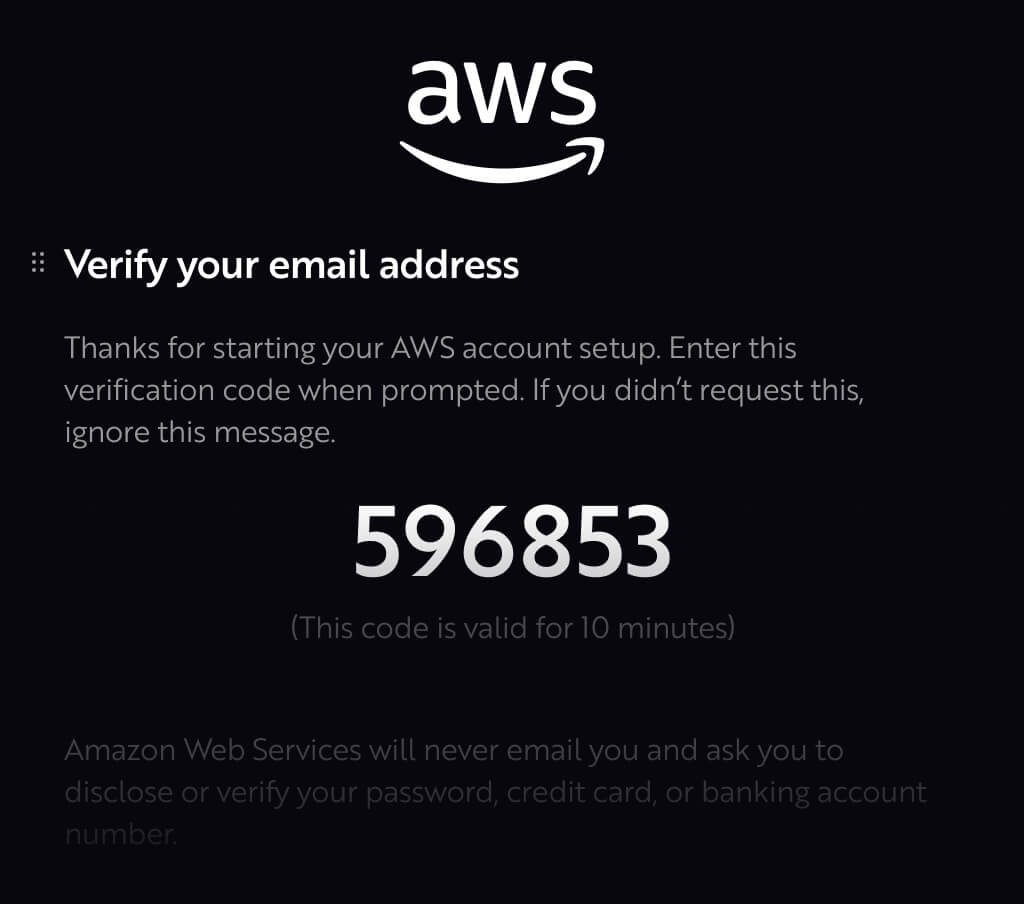 aws
Verify your email address
Thanks for starting your AWS account setup. Enter this
verification code when prompted. If you didn’t request this,
ignore this message.
596853
(This code is valid for 10 minutes)
Amazon Web Services will never email you and ask you to
disclose or verify your password, credit card, or banking account
number.